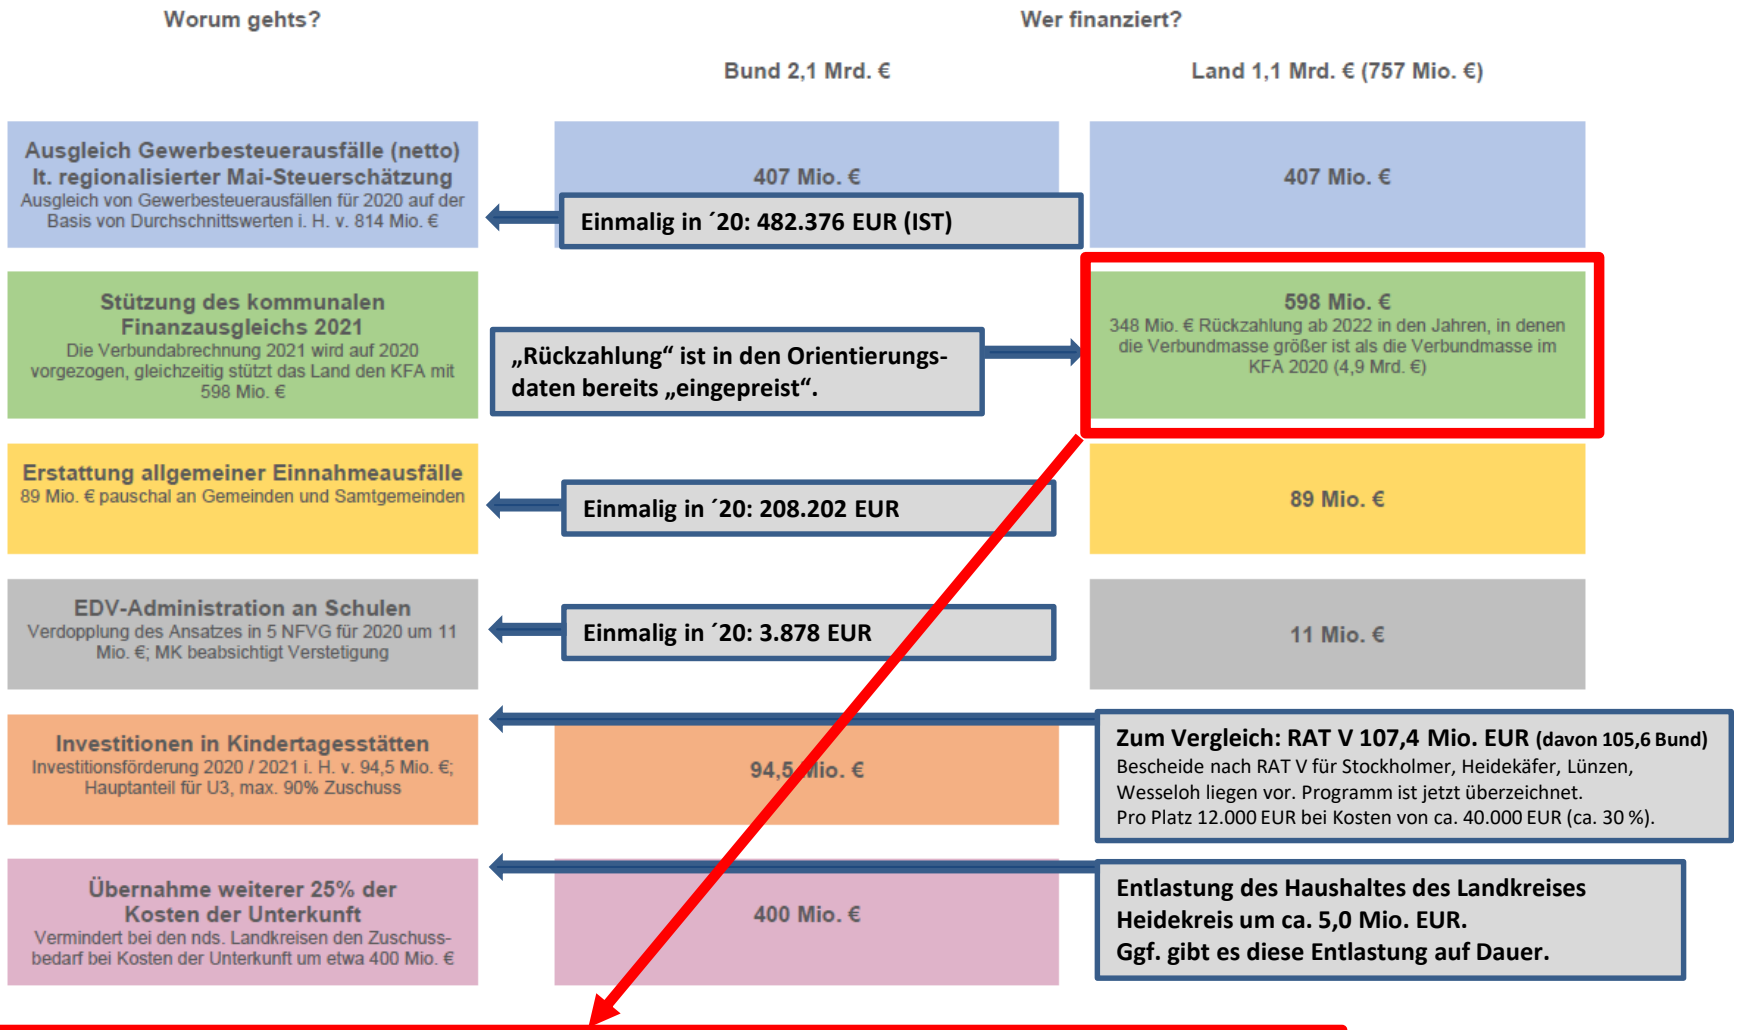 Worum gehts?
Wer finanziert?
Bund 2,1 Mrd. €
Land 1,1 Mrd. € (757 Mio. €)
Ausgleich Gewerbesteuerausfälle (netto)
lt. regionalisierter Mai-Steuerschätzung
Ausgleich von Gewerbesteuerausfällen für 2020 auf der
Basis von Durchschnittswerten i. H. v. 814 Mio. €
407 Mio. €
407 Mio. €
Einmalig in ´20: 482.376 EUR (IST)
Stützung des kommunalen
Finanzausgleichs 2021
Die Verbundabrechnung 2021 wird auf 2020
vorgezogen, gleichzeitig stützt das Land den KFA mit
598 Mio. €
„Rückzahlung“ ist in den Orientierungs-
daten bereits „eingepreist“.
598 Mio. €
348 Mio. € Rückzahlung ab 2022 in den Jahren, in denen
die Verbundmasse größer ist als die Verbundmasse im
KFA 2020 (4,9 Mrd. €)
Erstattung allgemeiner Einnahmeausfälle
89 Mio. € pauschal an Gemeinden und Samtgemeinden
Einmalig in ´20: 208.202 EUR
89 Mio. €
EDV-Administration an Schulen
Verdopplung des Ansatzes in 5 NFVG für 2020 um 11
Mio. €; MK beabsichtigt Verstetigung
Einmalig in ´20: 3.878 EUR
11 Mio. €
Investitionen in Kindertagesstätten
Investitionsförderung 2020 / 2021 i. H. v. 94,5 Mio. €;
Hauptanteil für U3, max. 90% Zuschuss
94,5 Mio. €
Zum Vergleich: RAT V 107,4 Mio. EUR (davon 105,6 Bund)
Bescheide nach RAT V für Stockholmer, Heidekäfer, Lünzen,
Wesseloh liegen vor. Programm ist jetzt überzeichnet.
Pro Platz 12.000 EUR bei Kosten von ca. 40.000 EUR (ca. 30 %).
Übernahme weiterer 25% der
Kosten der Unterkunft
Vermindert bei den nds. Landkreisen den Zuschuss-
bedarf bei Kosten der Unterkunft um etwa 400 Mio. €
400 Mio. €
Entlastung des Haushaltes des Landkreises
Heidekreis um ca. 5,0 Mio. EUR.
Ggf. gibt es diese Entlastung auf Dauer.